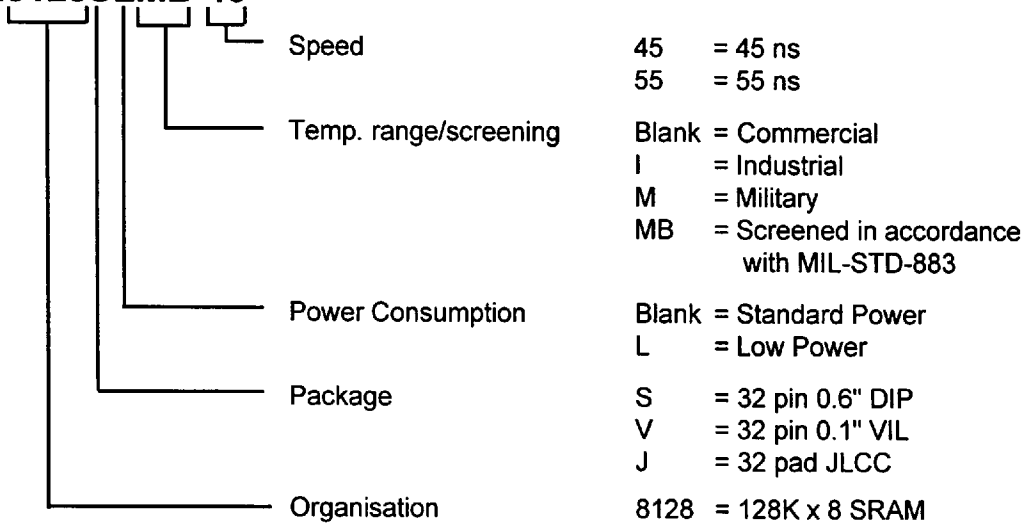 Speed 45 = 45 ns
55 = 55 ns
Temp. range/screening Blank = Commercial
I = Industrial
M = Military
MB = Screened in accordance
with MIL-STD-883
Power Consumption Blank = Standard Power
L = Low Power
Package S = 32 pin 0.6" DIP
V = 32 pin 0.1" VIL
J = 32 pad JLCC
Organisation 8128 = 128K x 8 SRAM